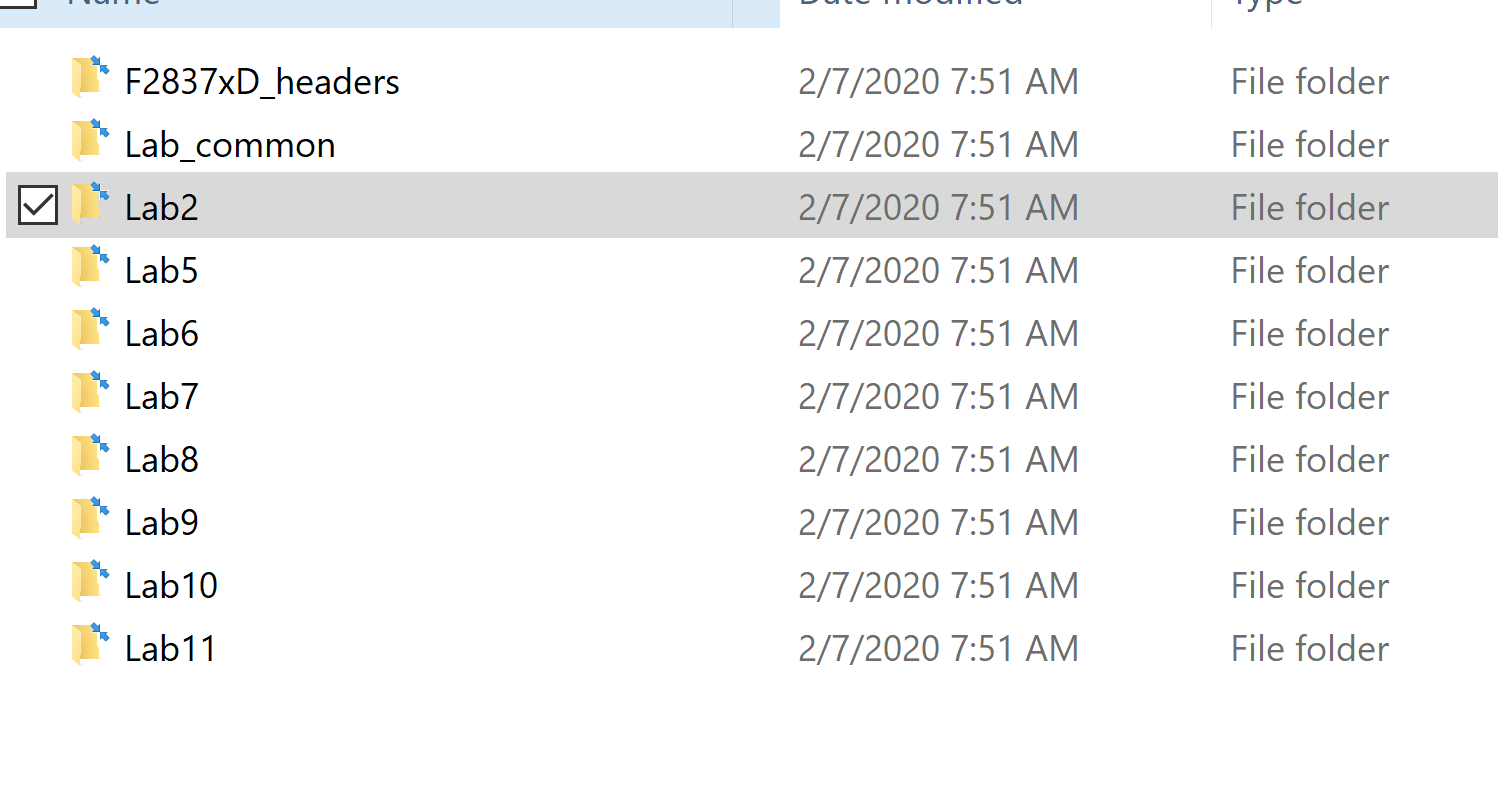 Name Date modified Type
F2837xD_headers 2/7/2020 7:51 AM File folder
Lab_common 2/7/2020 7:51 AM File folder
Lab2 2/7/2020 7:51 AM File folder
Lab5 2/7/2020 7:51 AM File folder
Lab6 2/7/2020 7:51 AM File folder
Lab7 2/7/2020 7:51 AM File folder
Lab8 2/7/2020 7:51 AM File folder
Lab9 2/7/2020 7:51 AM File folder
Lab10 2/7/2020 7:51 AM File folder
Lab11 2/7/2020 7:51 AM File folder